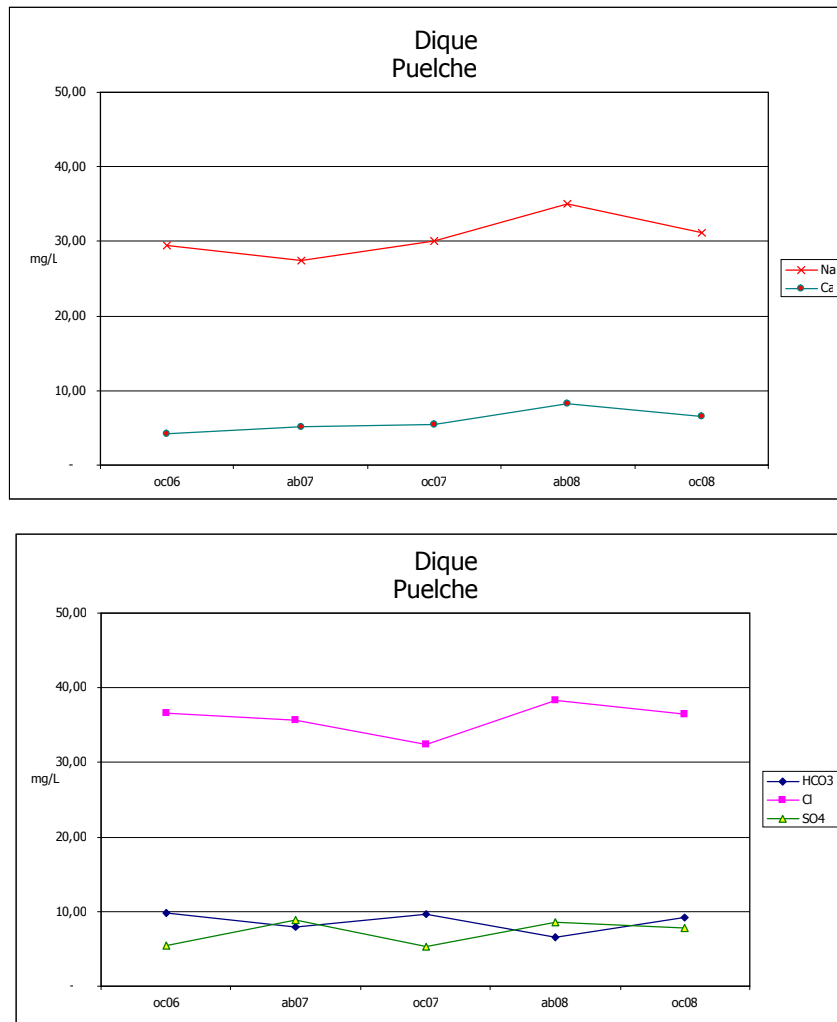 Dique
Puelche
50,00
40,00
30,00
mg/L
20,00
10,00
-
oc06 ab07 oc07 ab08 oc08
Na
Ca
Dique
Puelche
50,00
40,00
30,00
mg/L
20,00
10,00
-
oc06 ab07 oc07 ab08 oc08
HCO3
Cl
SO4